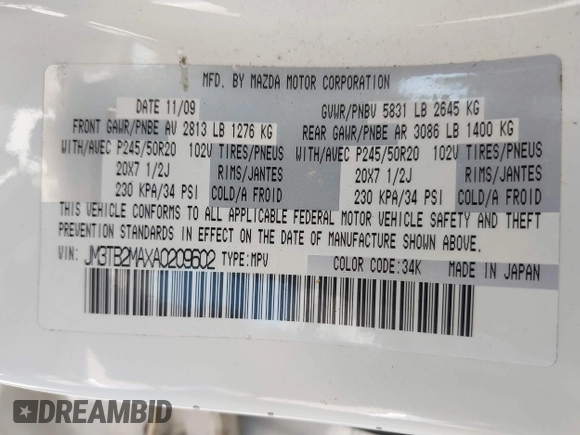 MFD. BY MAZDA MOTOR CORPORATION
DATE 11/09 GVWR/PNBV 5831 LB 2645 KG
FRONT GAWR/PNBE AV 2813 LB 1276 KG REAR GAWR/PNBE AR 3086 LB 1400 KG
WITH/AVEC P245/50R20 102V TIRES/PNEUS WITH/AVEC P245/50R20 102V TIRES/PNEUS
20X7 1/2J RIMS/JANTES 20X7 1/2J RIMS/JANTES
230 KPA/34 PSI COLD/A FROID 230 KPA/34 PSI COLD/A FROID
THIS VEHICLE CONFORMS TO ALL APPLICABLE FEDERAL MOTOR VEHICLE SAFETY AND THEFT
PREVENTION STANDARDS IN EFFECT ON THE DATE OF MANUFACTURE SHOWN ABOVE.
VIN: JM3TB2MAXA0209602 TYPE:MPV COLOR CODE:34K MADE IN JAPAN
DREAMBID